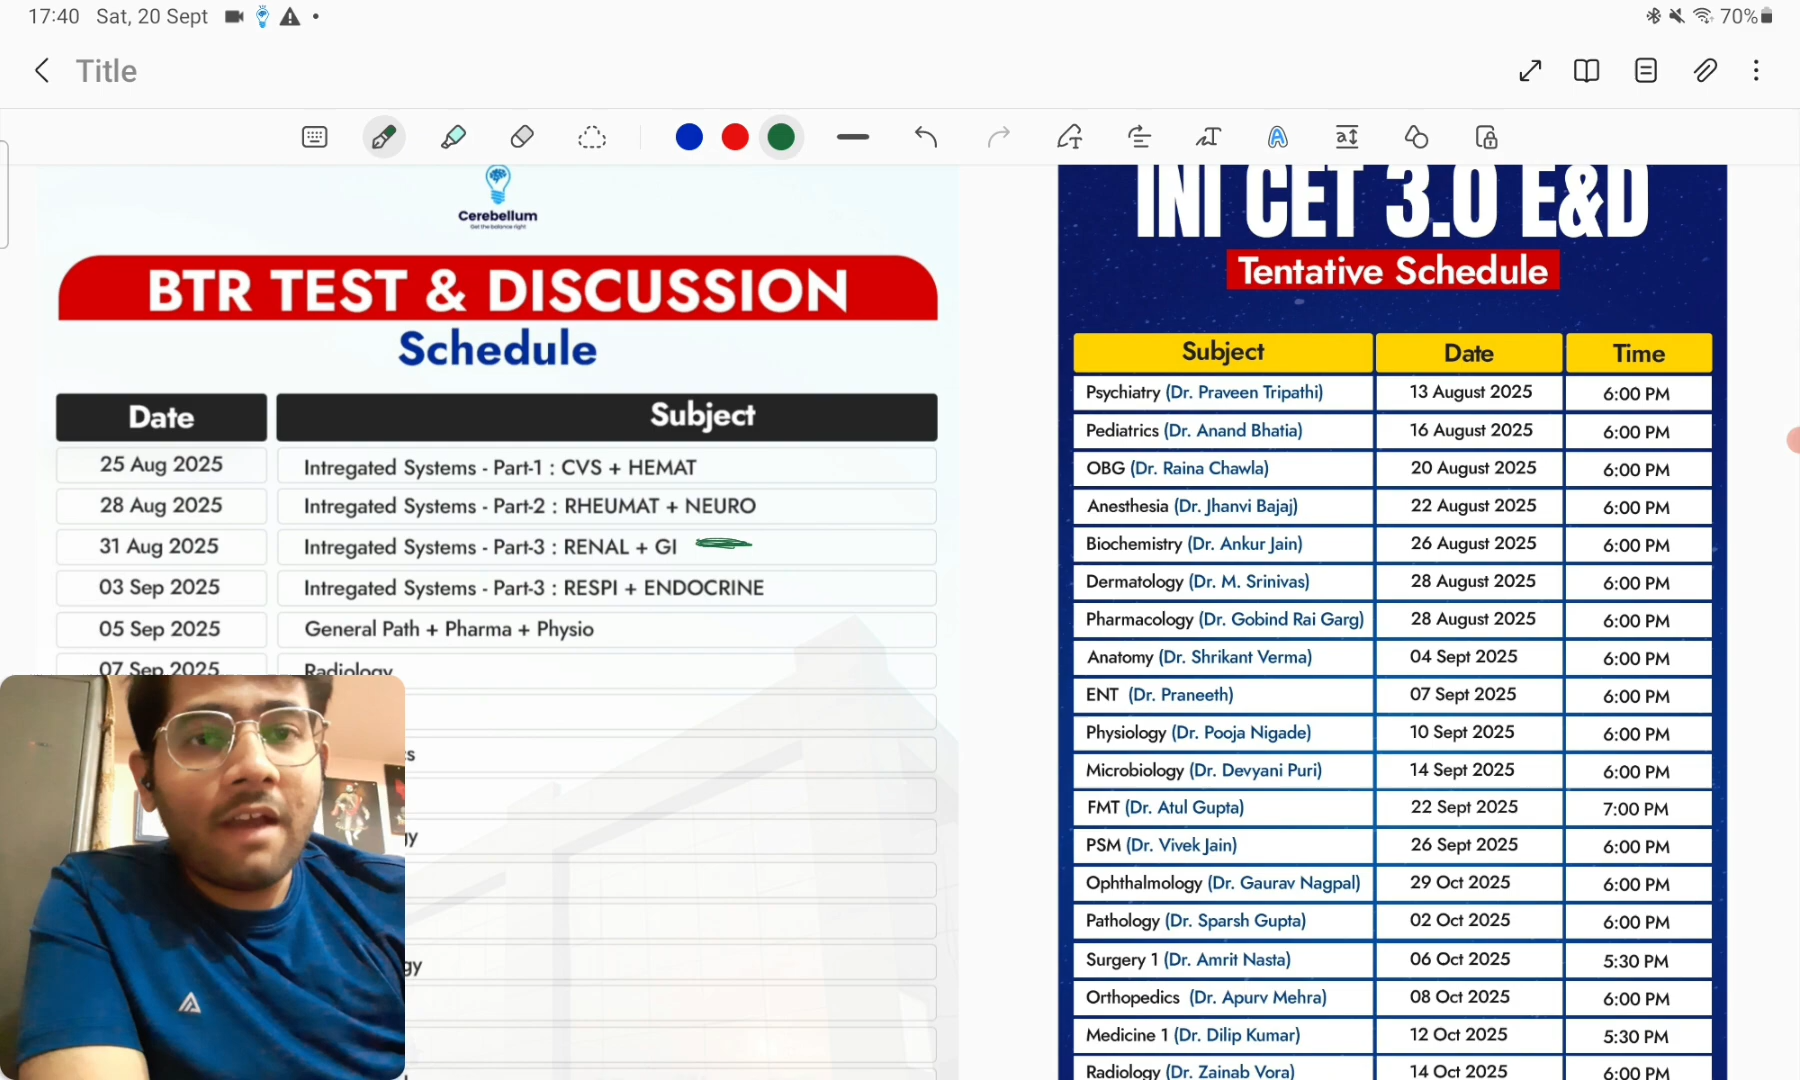 17:40 Sat, 20 Sept
70%
Title
Cerebellum
Get the balance right
BTR TEST & DISCUSSION
Schedule
Date Subject
25 Aug 2025 Intregated Systems - Part-1 : CVS + HEMAT
28 Aug 2025 Intregated Systems - Part-2 : RHEUMAT + NEURO
31 Aug 2025 Intregated Systems - Part-3 : RENAL + GI
03 Sep 2025 Intregated Systems - Part-3 : RESPI + ENDOCRINE
05 Sep 2025 General Path + Pharma + Physio
07 Sep 2025 Radiology
INI CET 3.0 E&D
Tentative Schedule
Subject Date Time
Psychiatry (Dr. Praveen Tripathi) 13 August 2025 6:00 PM
Pediatrics (Dr. Anand Bhatia) 16 August 2025 6:00 PM
OBG (Dr. Raina Chawla) 20 August 2025 6:00 PM
Anesthesia (Dr. Jhanvi Bajaj) 22 August 2025 6:00 PM
Biochemistry (Dr. Ankur Jain) 26 August 2025 6:00 PM
Dermatology (Dr. M. Srinivas) 28 August 2025 6:00 PM
Pharmacology (Dr. Gobind Rai Garg) 28 August 2025 6:00 PM
Anatomy (Dr. Shrikant Verma) 04 Sept 2025 6:00 PM
ENT (Dr. Praneeth) 07 Sept 2025 6:00 PM
Physiology (Dr. Pooja Nigade) 10 Sept 2025 6:00 PM
Microbiology (Dr. Devyani Puri) 14 Sept 2025 6:00 PM
FMT (Dr. Atul Gupta) 22 Sept 2025 7:00 PM
PSM (Dr. Vivek Jain) 26 Sept 2025 6:00 PM
Ophthalmology (Dr. Gaurav Nagpal) 29 Oct 2025 6:00 PM
Pathology (Dr. Sparsh Gupta) 02 Oct 2025 6:00 PM
Surgery 1 (Dr. Amrit Nasta) 06 Oct 2025 5:30 PM
Orthopedics (Dr. Apurv Mehra) 08 Oct 2025 6:00 PM
Medicine 1 (Dr. Dilip Kumar) 12 Oct 2025 5:30 PM
Radiology (Dr. Zainab Vora) 14 Oct 2025 6:00 PM